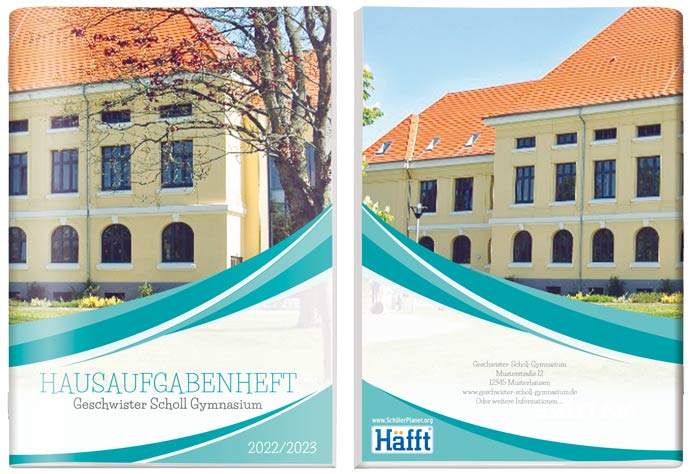 HAUSAUFGABENHEFT
Geschwister Scholl Gymnasium
2022/2023
Geschwister-Scholl-Gymnasium
Musterstraße 12
12345 Musterhausen
www.geschwister-scholl-gymnasium.de
Oder weitere Informationen ...
www.SchülerPlaner.org
Häfft